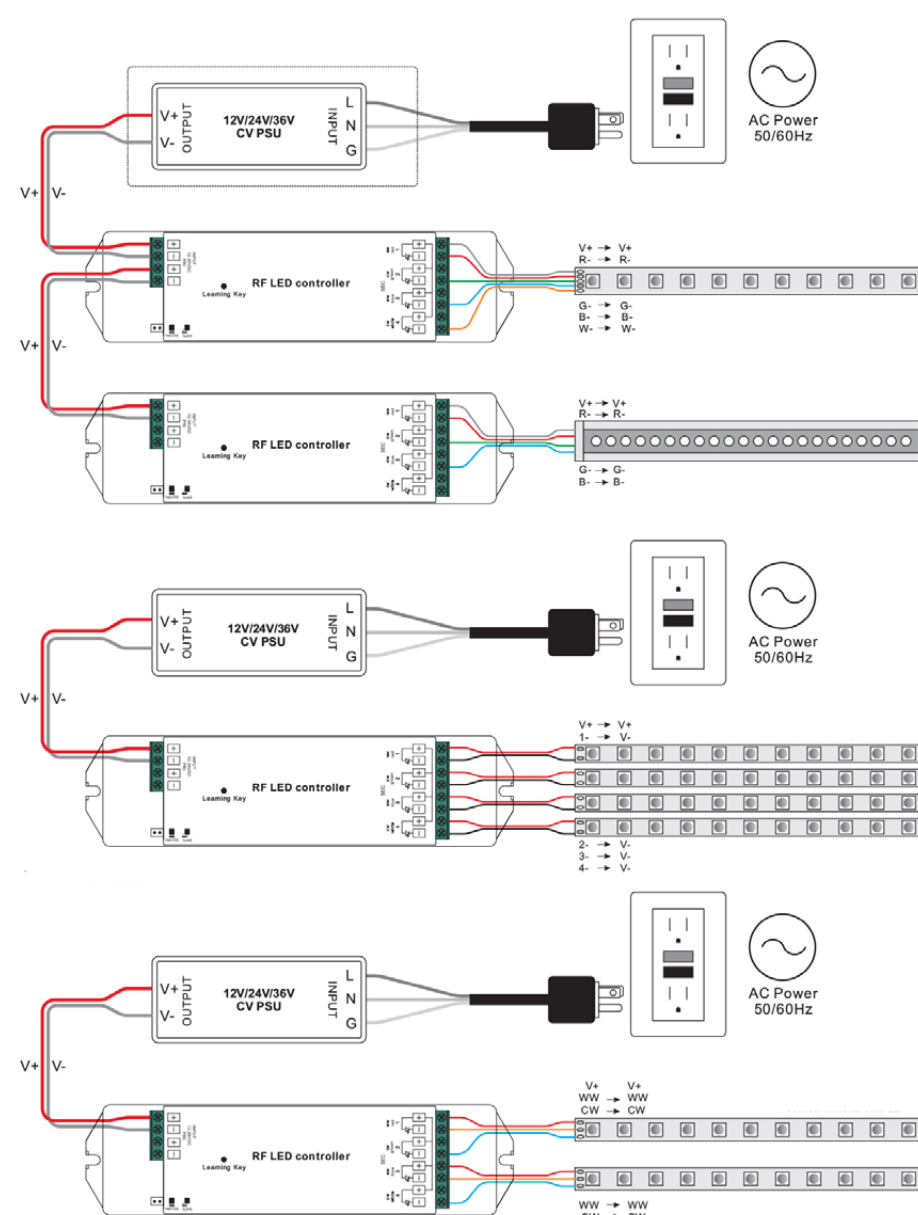 L
V+
12V/24V/36V
CV PSU
OUTPUT
INPUT
N
V-
G
AC Power
50/60Hz
V+
V-
V+ → V+
R- → R-
RF LED controller
Learning Key
G- → G-
B- → B-
W- → W-
V+
V-
V+ → V+
R- → R-
RF LED controller
Learning Key
G- → G-
B- → B-
L
V+
12V/24V/36V
CV PSU
OUTPUT
INPUT
N
V-
G
AC Power
50/60Hz
V+
V-
V+ → V+
1- → V-
RF LED controller
Learning Key
2- → V-
3- → V-
4- → V-
L
V+
12V/24V/36V
CV PSU
OUTPUT
INPUT
N
V-
G
AC Power
50/60Hz
V+
V-
V+ V+
WW → WW
CW → CW
RF LED controller
Learning Key
WW → WW
CW → CW